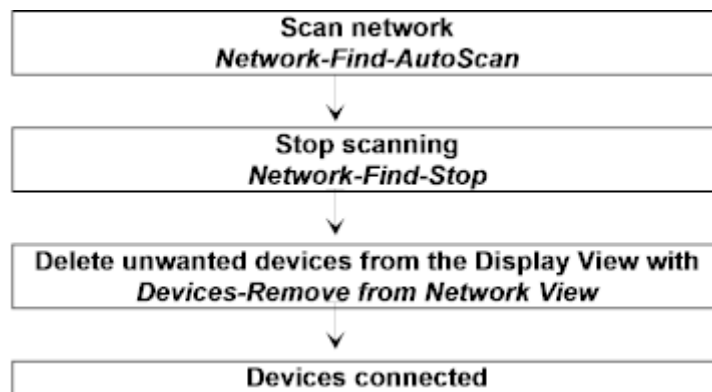 Scan network
Network-Find-AutoScan
Stop scanning
Network-Find-Stop
Delete unwanted devices from the Display View with
Devices-Remove from Network View
Devices connected